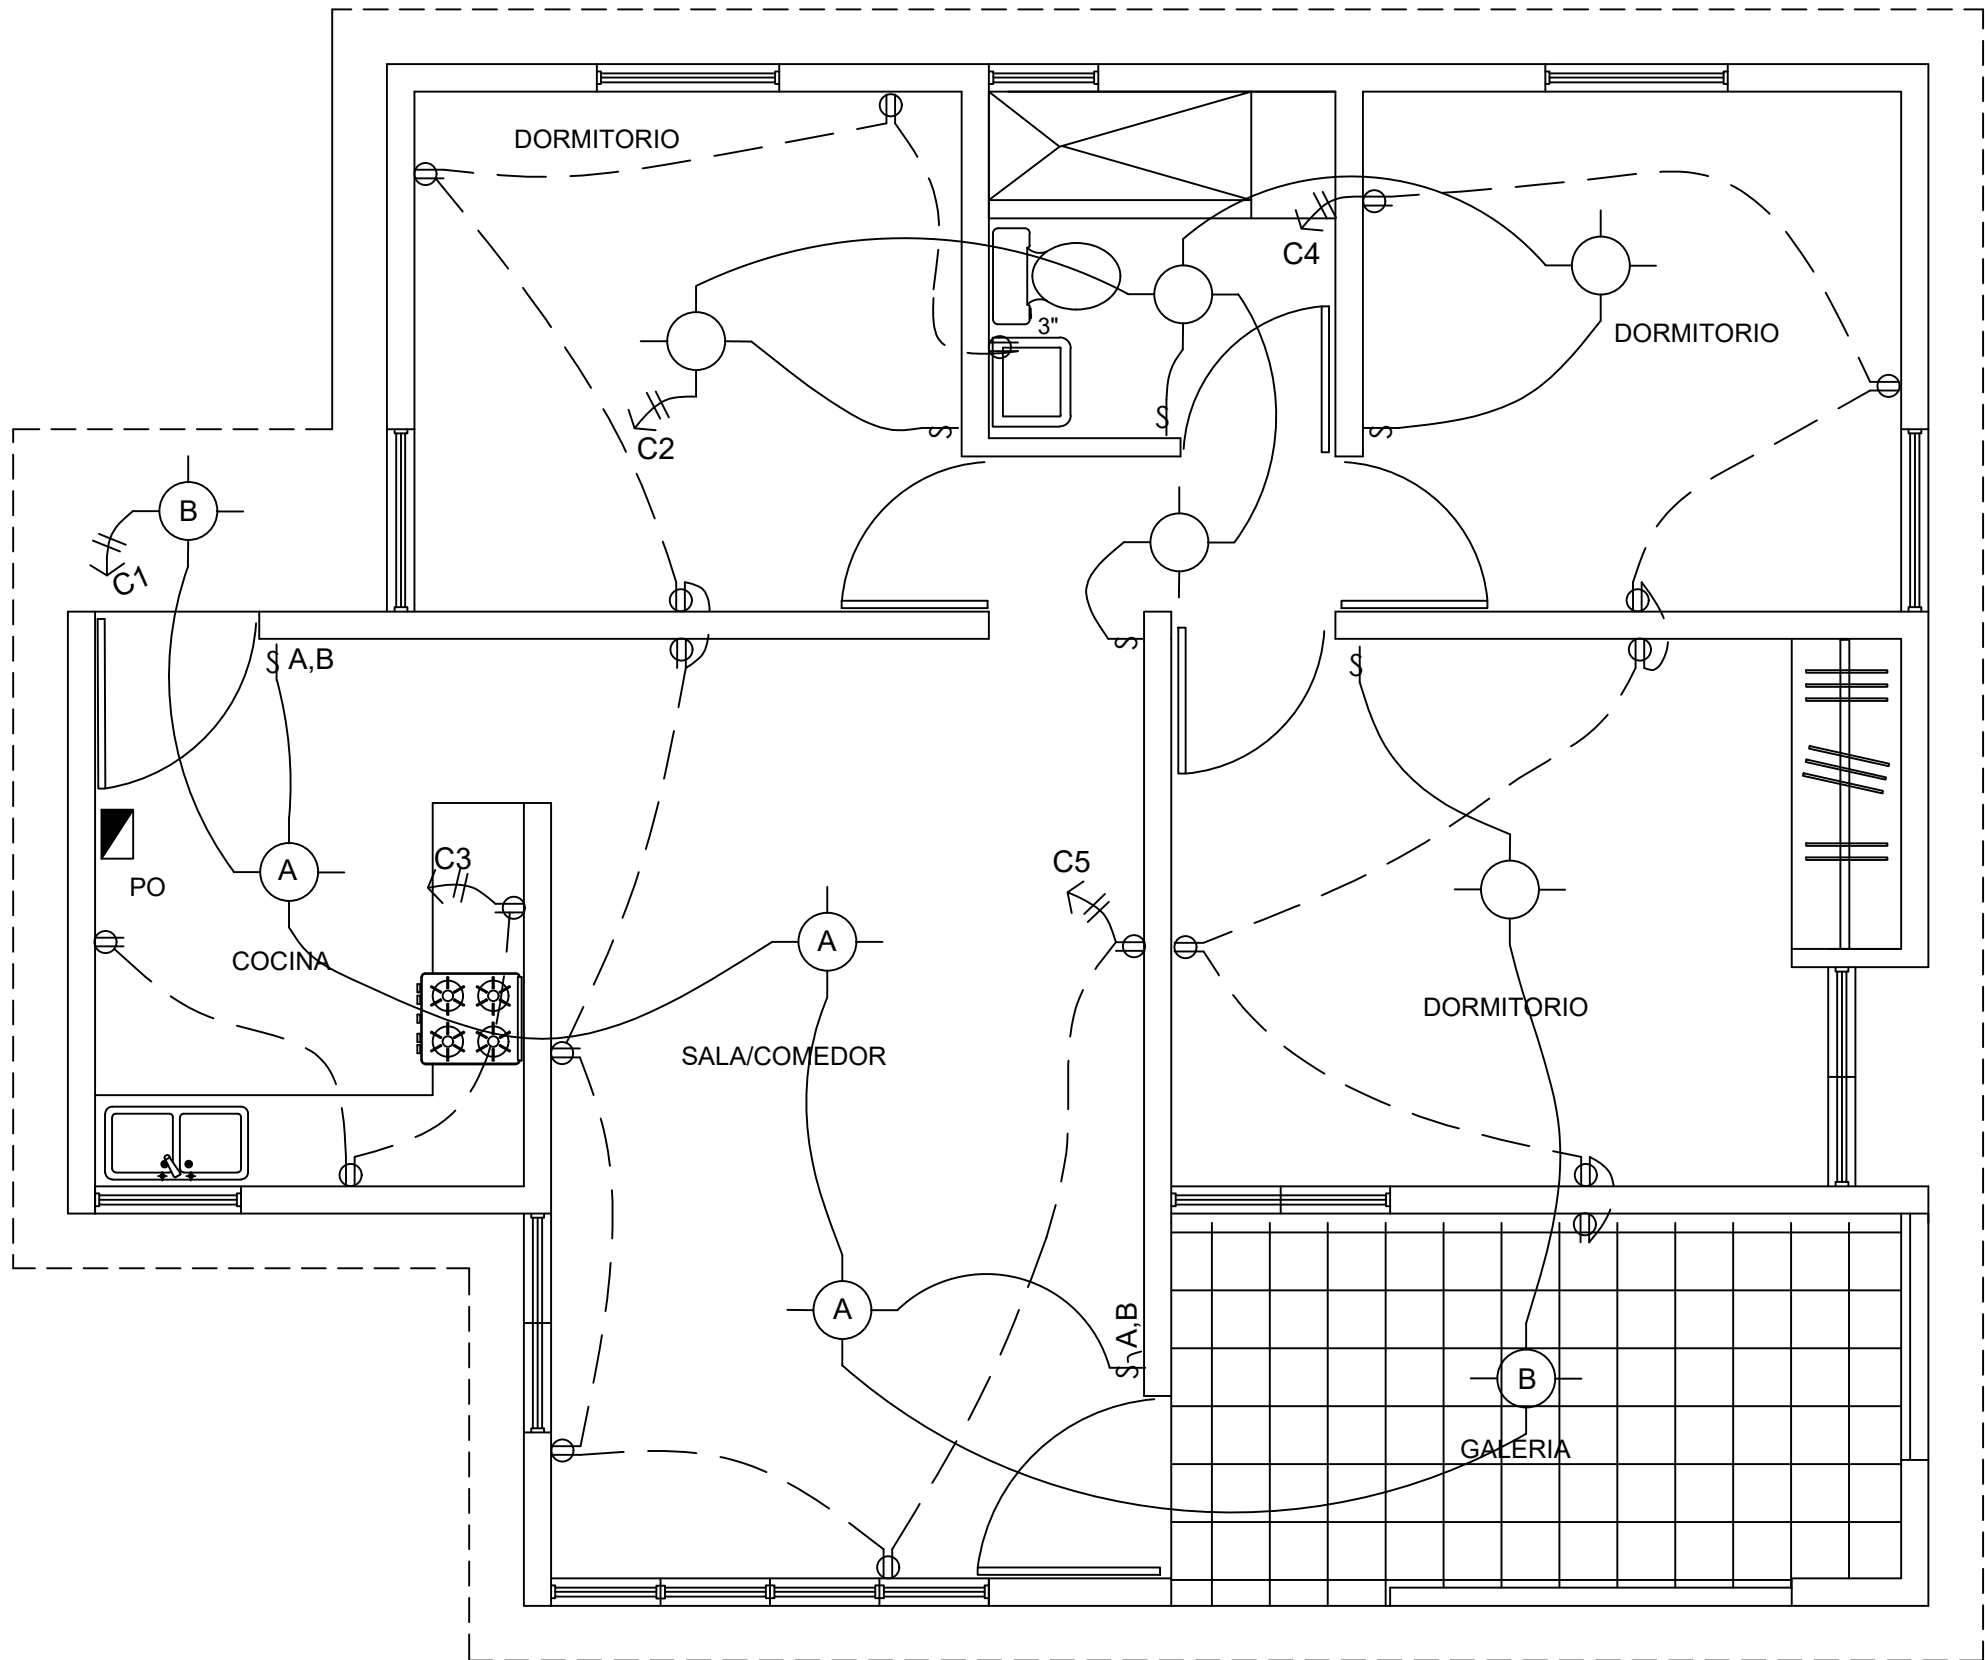 DORMITORIO
C4
3"
DORMITORIO
C2
B
C1
S
S
S
S A,B
S
S
A
PO
C3
C5
COCINA
A
DORMITORIO
SALA/COMEDOR
A
S A,B
B
GALERIA